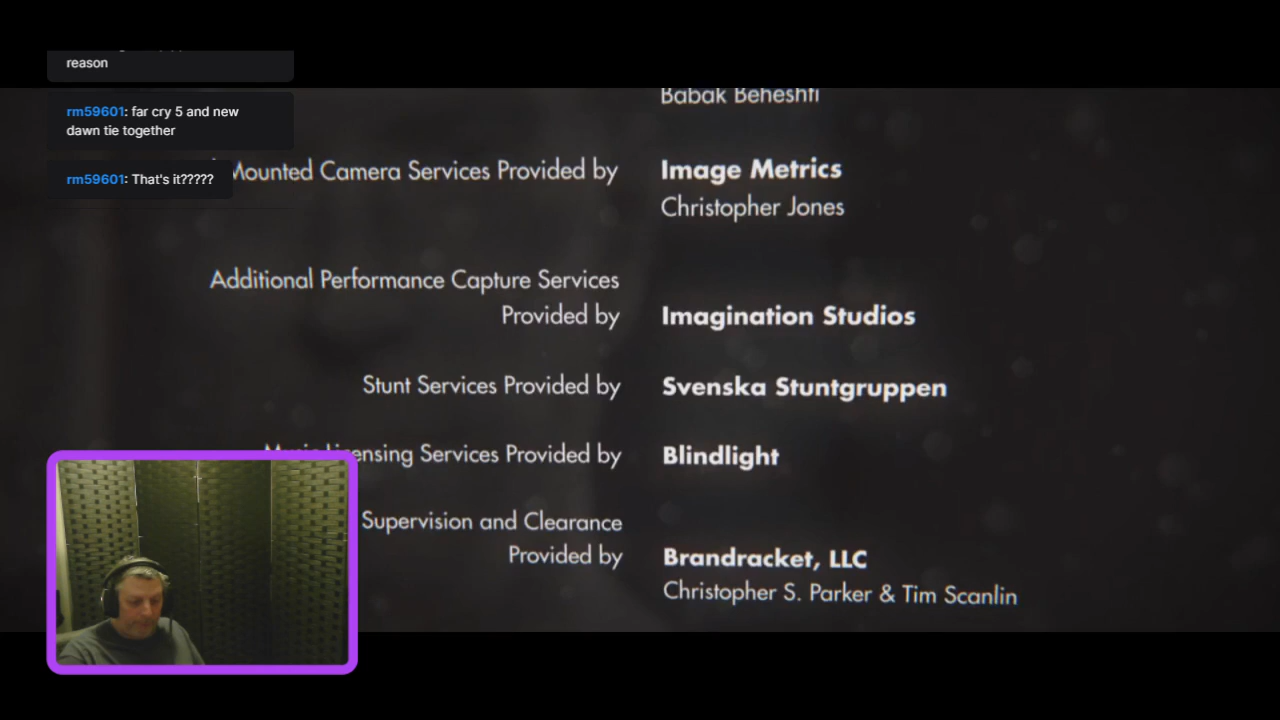 reason
rm59601: far cry 5 and new
dawn tie together
rm59601: That's it?????
Babak Beheshti
Mounted Camera Services Provided by
Image Metrics
Christopher Jones
Additional Performance Capture Services
Provided by
Imagination Studios
Stunt Services Provided by
Svenska Stuntgruppen
Services Provided by
Blindlight
Supervision and Clearance
Provided by
Brandracket, LLC
Christopher S. Parker & Tim Scanlin